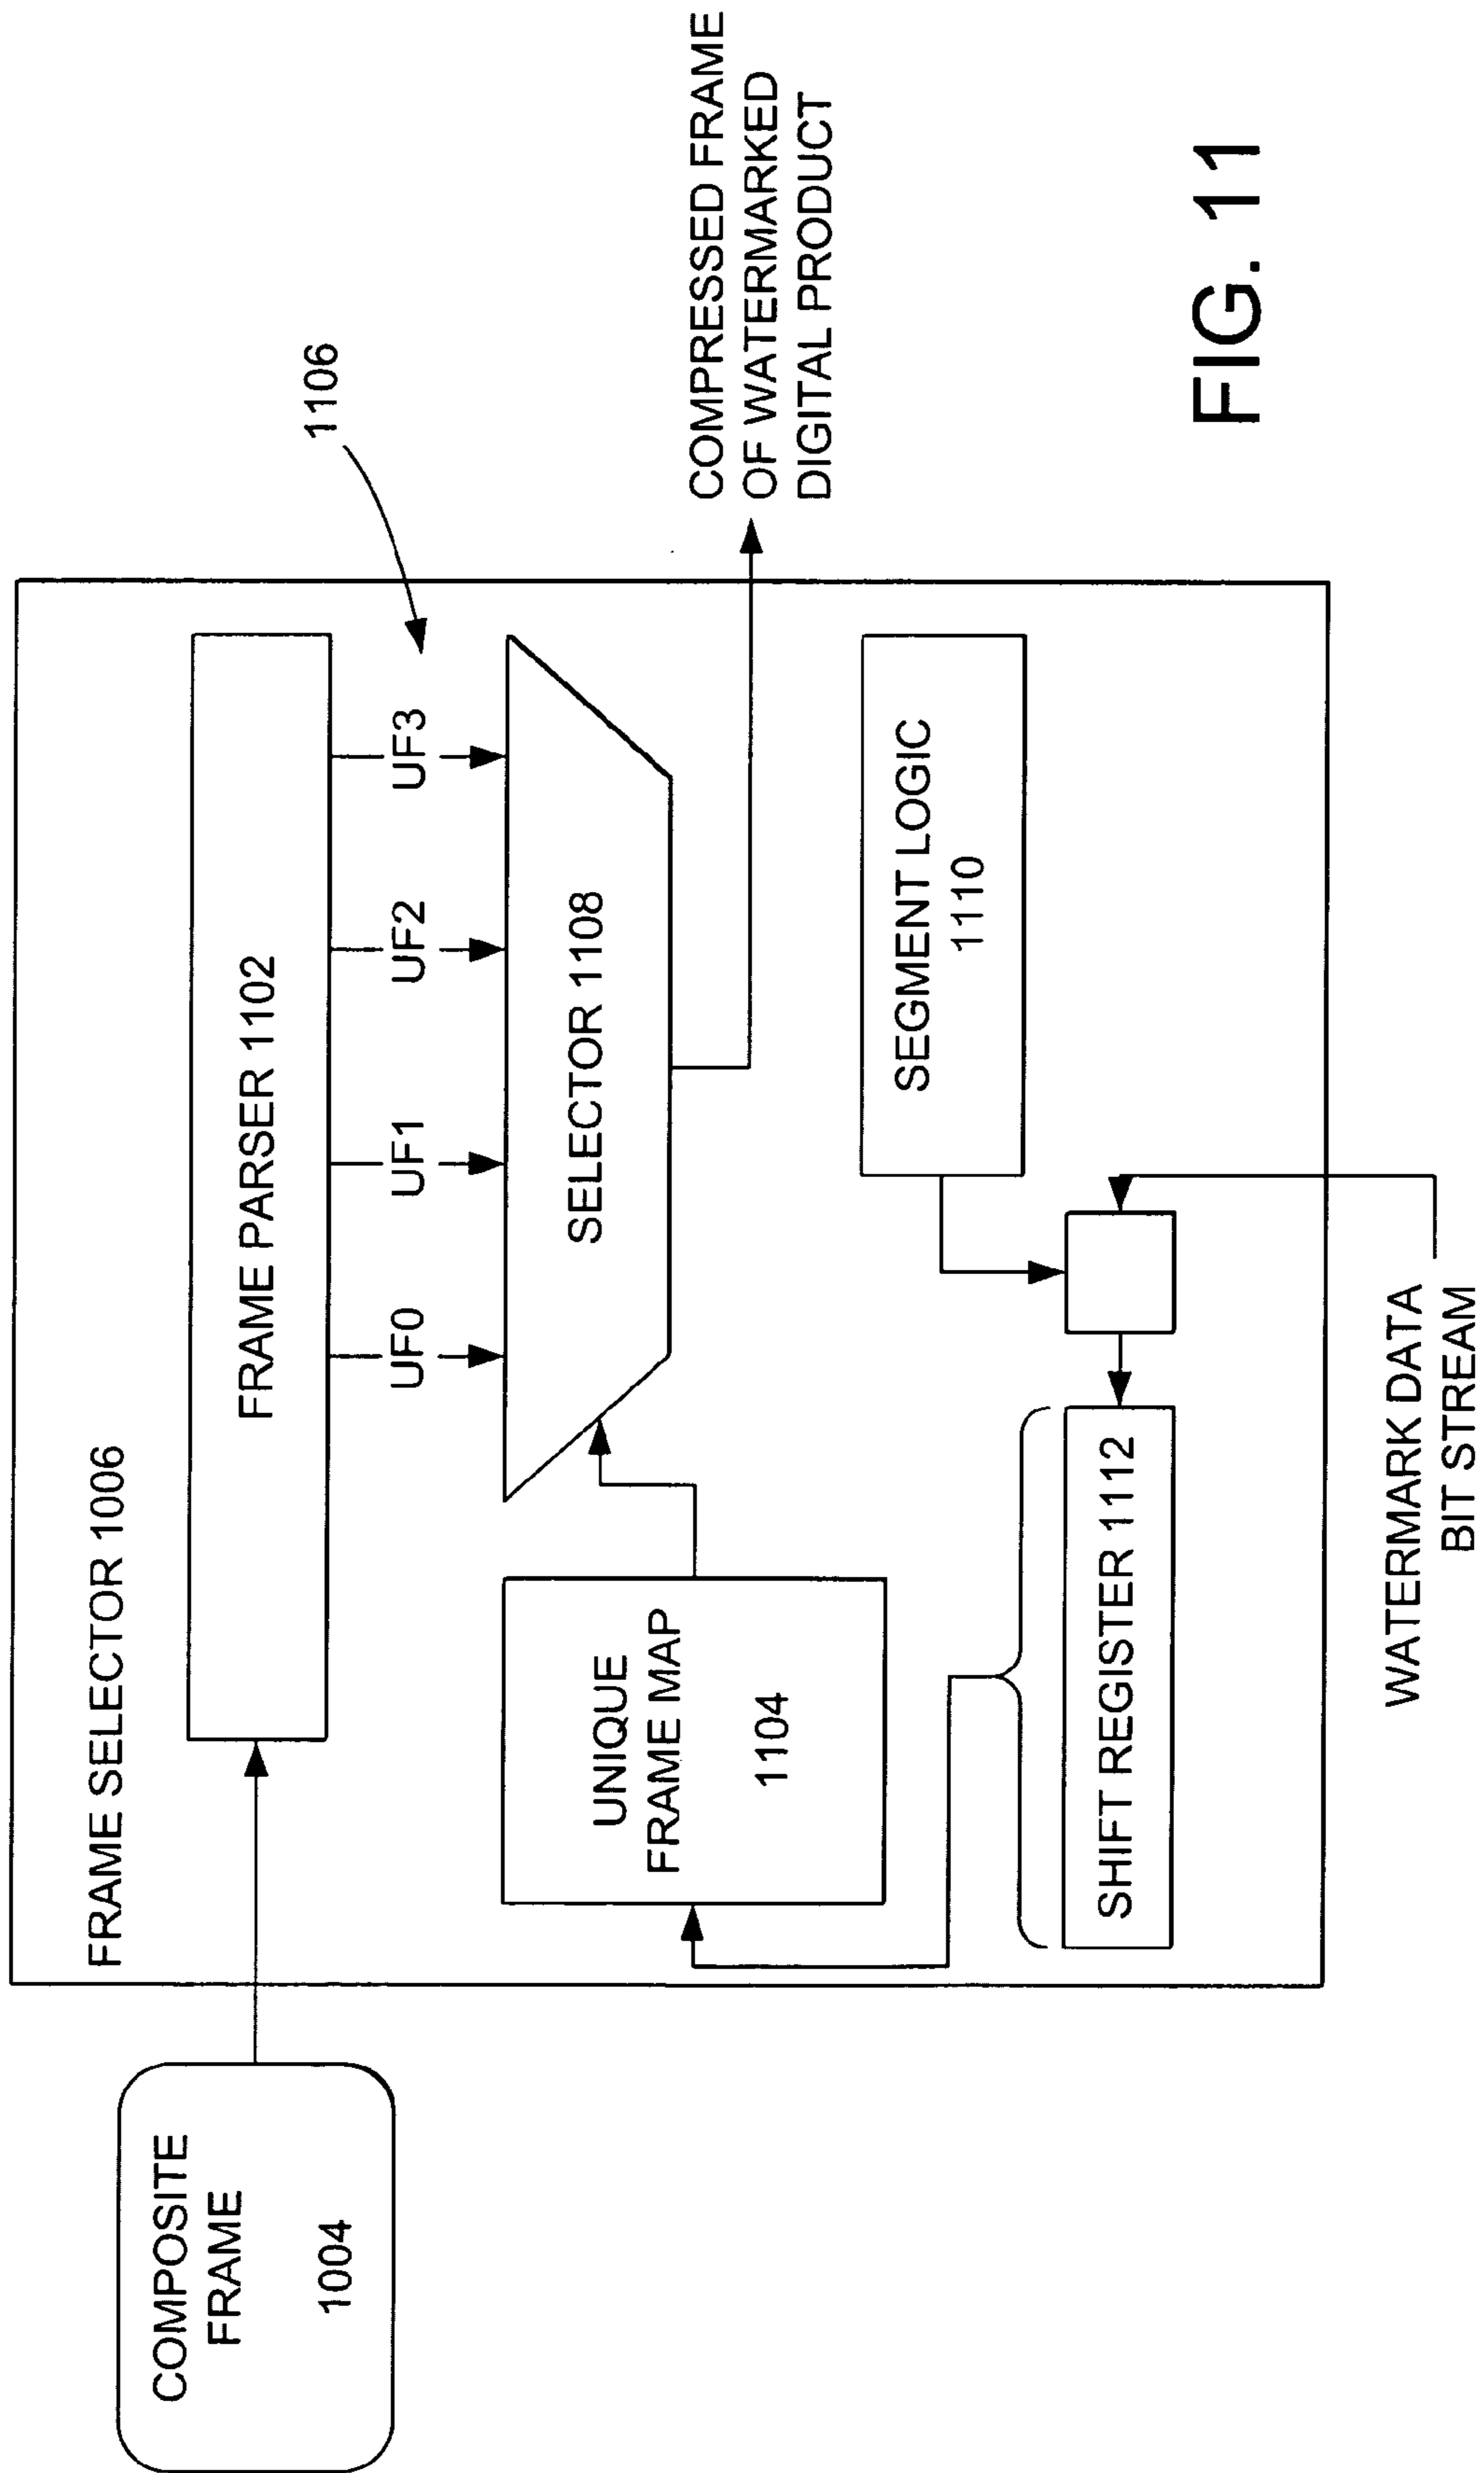 COMPOSITE
FRAME
1004
FRAME SELECTOR 1006
FRAME PARSER 1102
UF0
UF1
UF2
UF3
1106
SELECTOR 1108
UNIQUE
FRAME MAP
1104
COMPRESSED FRAME
OF WATERMARKED
DIGITAL PRODUCT
SEGMENT LOGIC
1110
SHIFT REGISTER 1112
WATERMARK DATA
BIT STREAM
FIG. 11